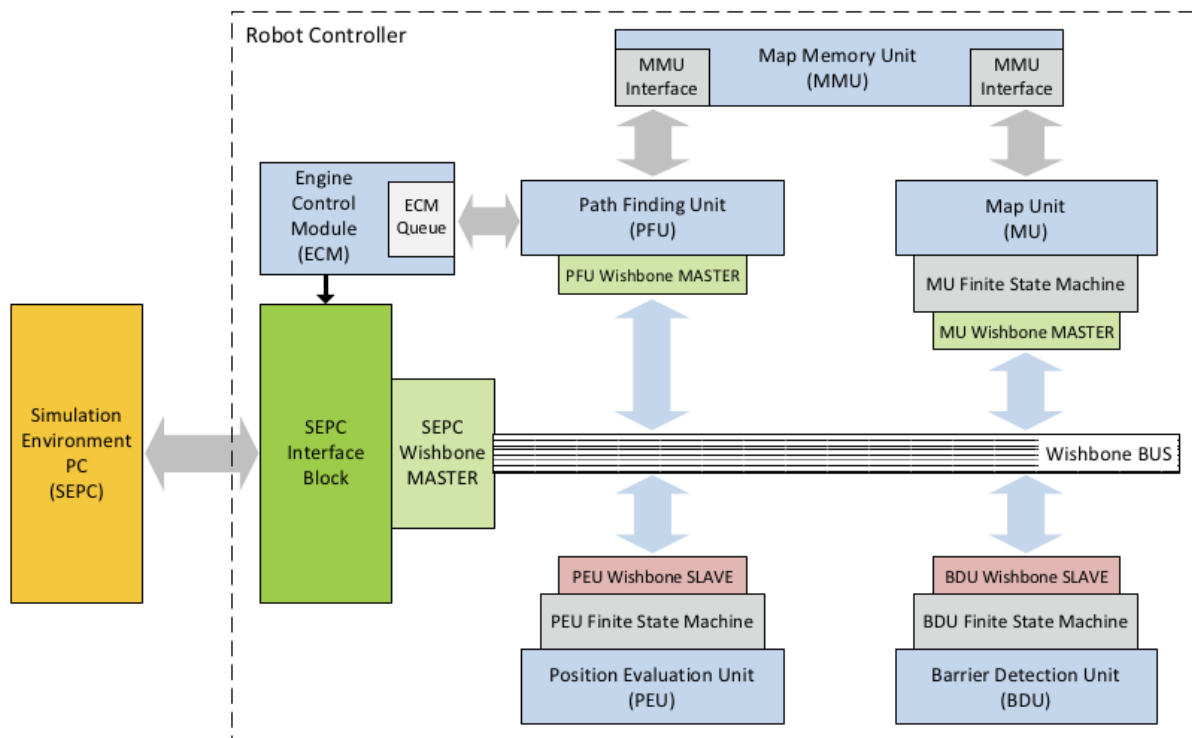 Robot Controller
MMU
Interface
Map Memory Unit
(MMU)
MMU
Interface
Engine
Control
Module
(ECM)
ECM
Queue
Path Finding Unit
(PFU)
PFU Wishbone MASTER
Map Unit
(MU)
MU Finite State Machine
MU Wishbone MASTER
Simulation
Environment
PC
(SEPC)
SEPC
Interface
Block
SEPC
Wishbone
MASTER
Wishbone BUS
PEU Wishbone SLAVE
PEU Finite State Machine
Position Evaluation Unit
(PEU)
BDU Wishbone SLAVE
BDU Finite State Machine
Barrier Detection Unit
(BDU)